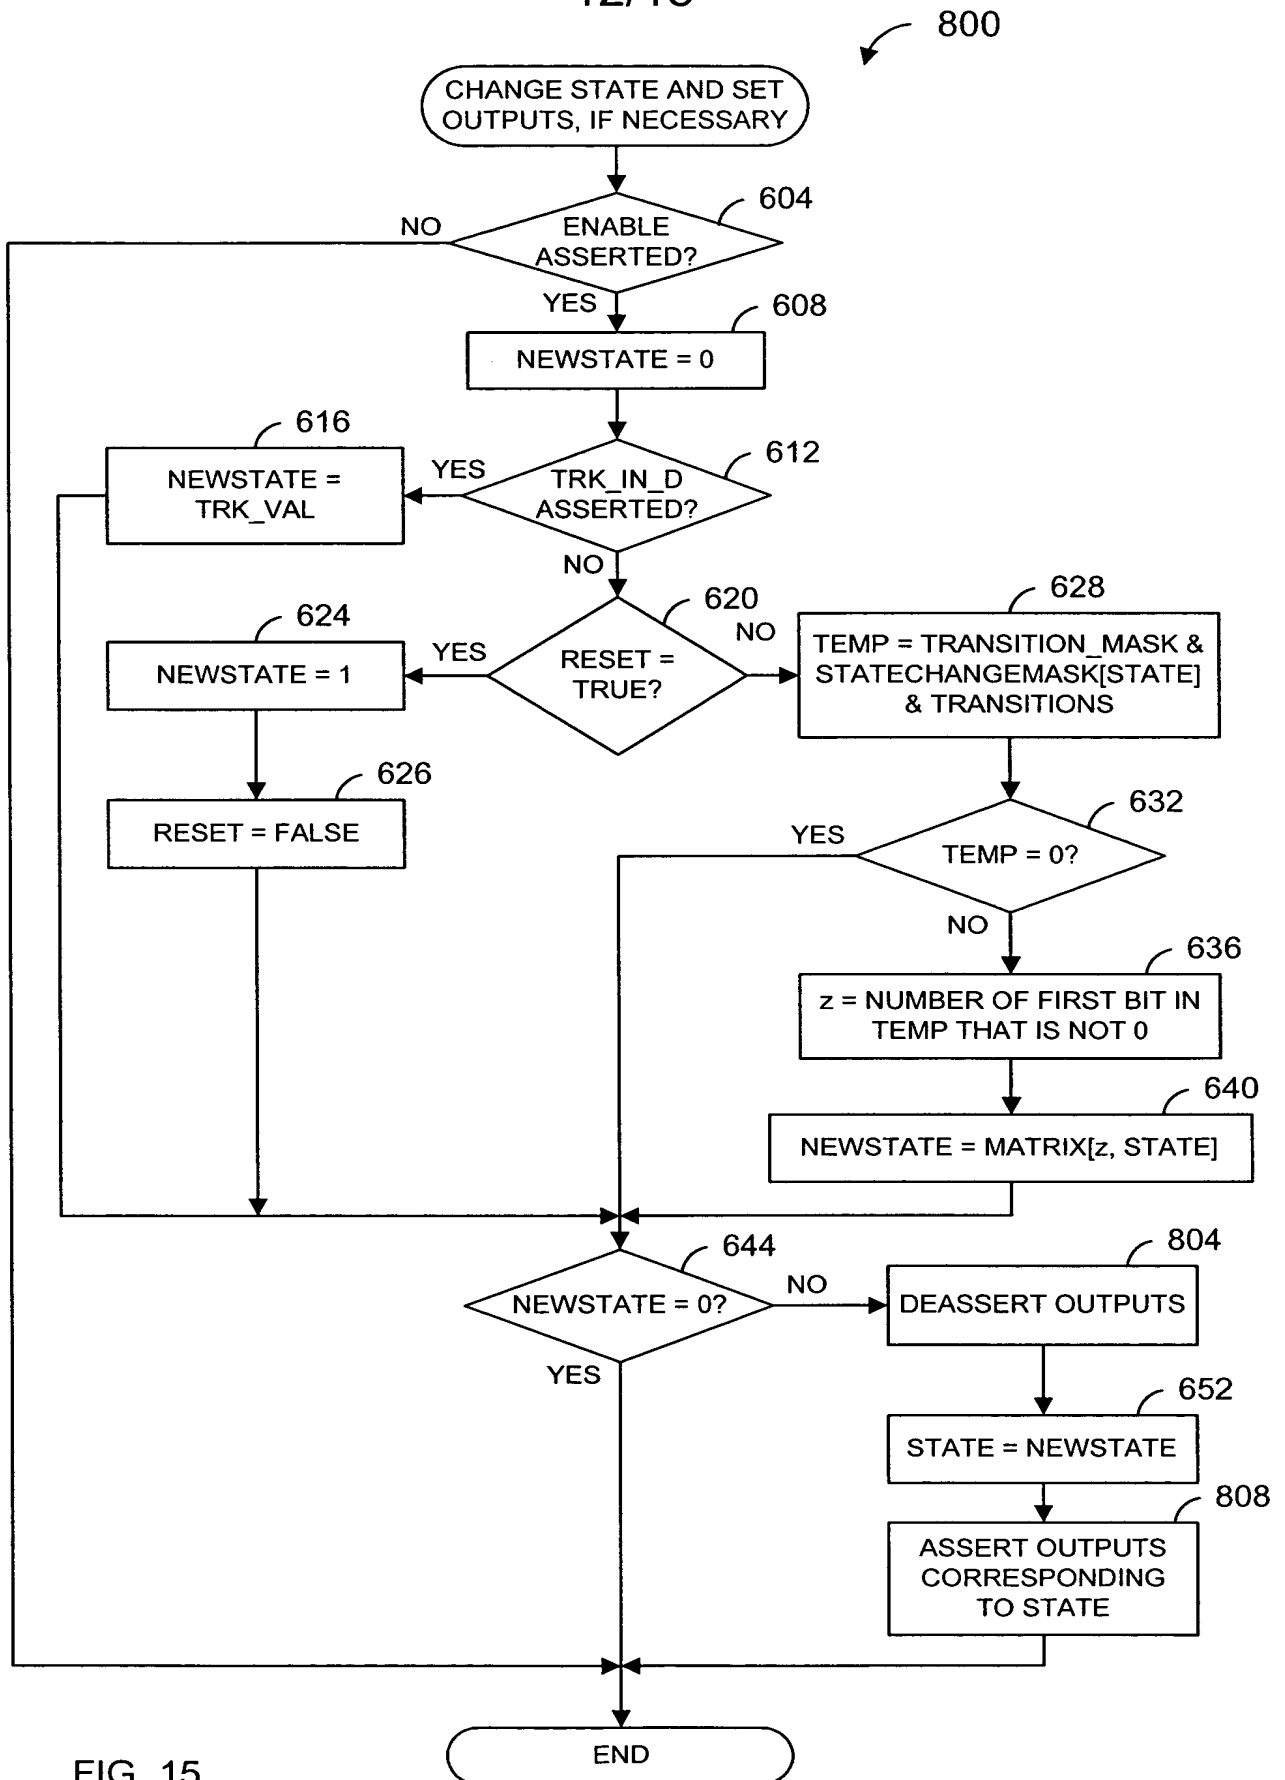 800
CHANGE STATE AND SET
OUTPUTS, IF NECESSARY
604
NO
ENABLE
ASSERTED?
YES
608
NEWSTATE = 0
616
612
NEWSTATE =
TRK_VAL
YES
TRK_IN_D
ASSERTED?
NO
628
624
620
NO
NEWSTATE = 1
YES
RESET =
TRUE?
TEMP = TRANSITION_MASK &
STATECHANGEMASK[STATE]
& TRANSITIONS
626
RESET = FALSE
632
YES
TEMP = 0?
NO
636
z = NUMBER OF FIRST BIT IN
TEMP THAT IS NOT 0
640
NEWSTATE = MATRIX[z, STATE]
644
804
NEWSTATE = 0?
NO
DEASSERT OUTPUTS
YES
652
STATE = NEWSTATE
808
ASSERT OUTPUTS
CORRESPONDING
TO STATE
END
FIG. 15